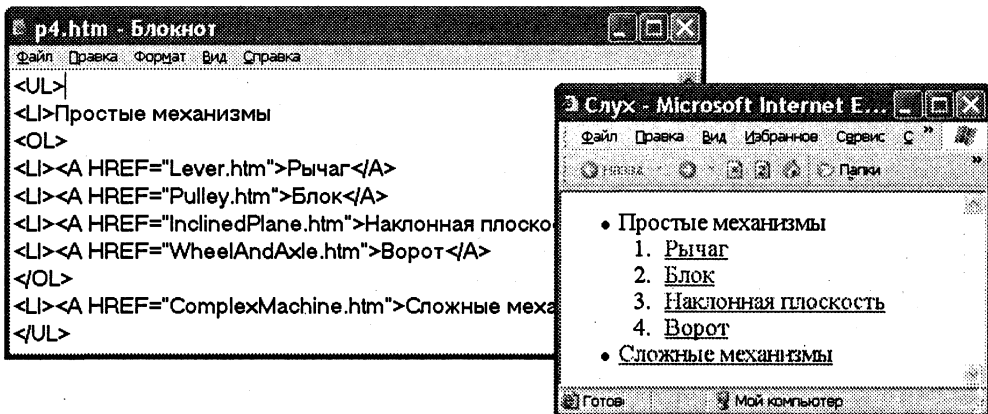 p4.htm - Блокнот
Файл Правка Формат Вид Справка
<UL>
<LI>Простые механизмы
<OL>
<LI><A HREF="Lever.htm">Рычаг</A>
<LI><A HREF="Pulley.htm">Блок</A>
<LI><A HREF="InclinedPlane.htm">Наклонная плоско
<LI><A HREF="WheelAndAxle.htm">Ворот</A>
</OL>
<LI><A HREF="ComplexMachine.htm">Сложные меха
</UL>
Слух - Microsoft Internet E...
Файл Правка Вид Избранное Сервис С »
Назад Папки »
• Простые механизмы
1. Рычаг
2. Блок
3. Наклонная плоскость
4. Ворот
• Сложные механизмы
Готово Мой компьютер